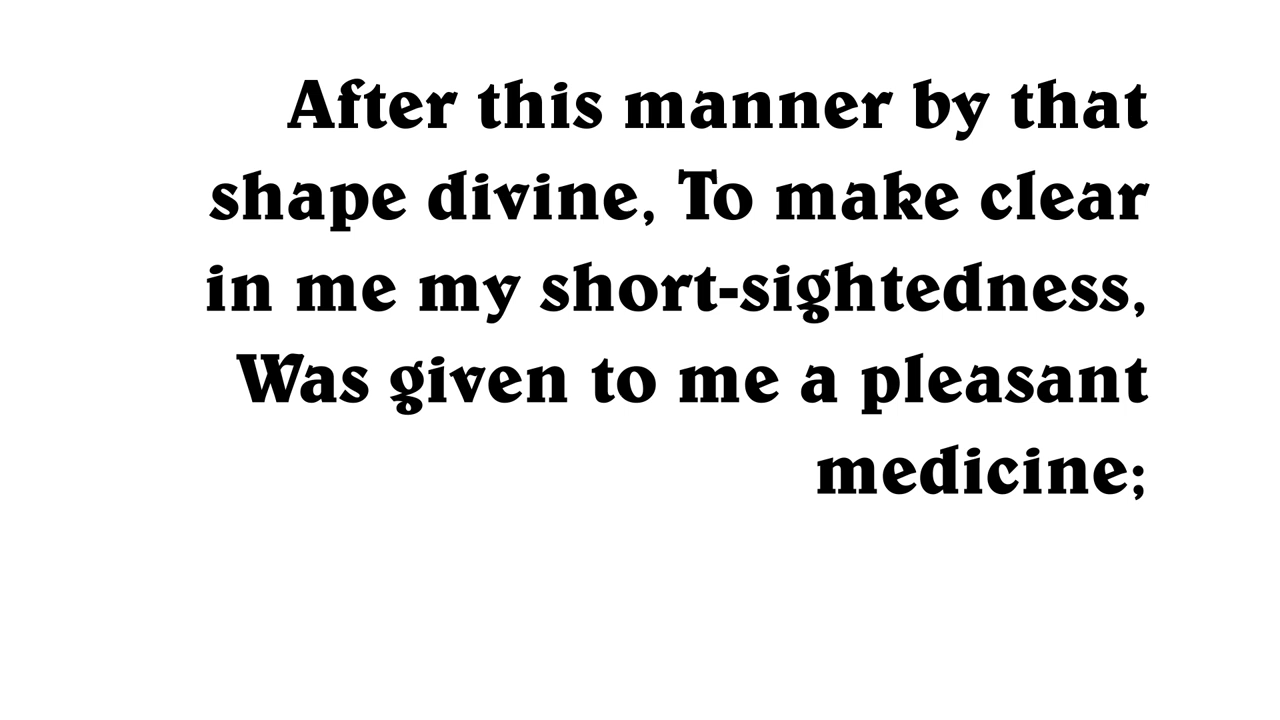 After this manner by that
shape divine, To make clear
in me my short-sightedness,
Was given to me a pleasant
medicine;